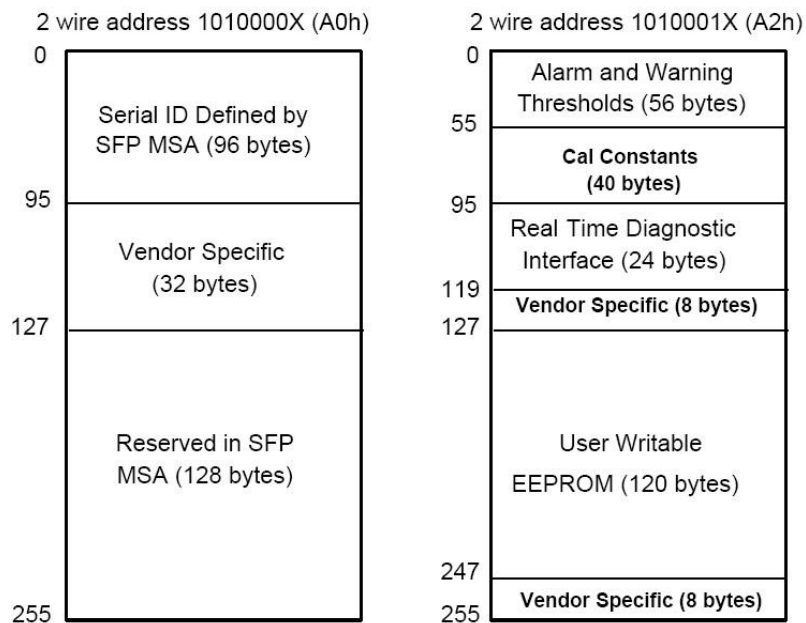 2 wire address 1010000X (A0h)
0
Serial ID Defined by
SFP MSA (96 bytes)
95
Vendor Specific
(32 bytes)
127
Reserved in SFP
MSA (128 bytes)
255
2 wire address 1010001X (A2h)
0
Alarm and Warning
Thresholds (56 bytes)
55
Cal Constants
(40 bytes)
95
Real Time Diagnostic
Interface (24 bytes)
119
Vendor Specific (8 bytes)
127
User Writable
EEPROM (120 bytes)
247
Vendor Specific (8 bytes)
255